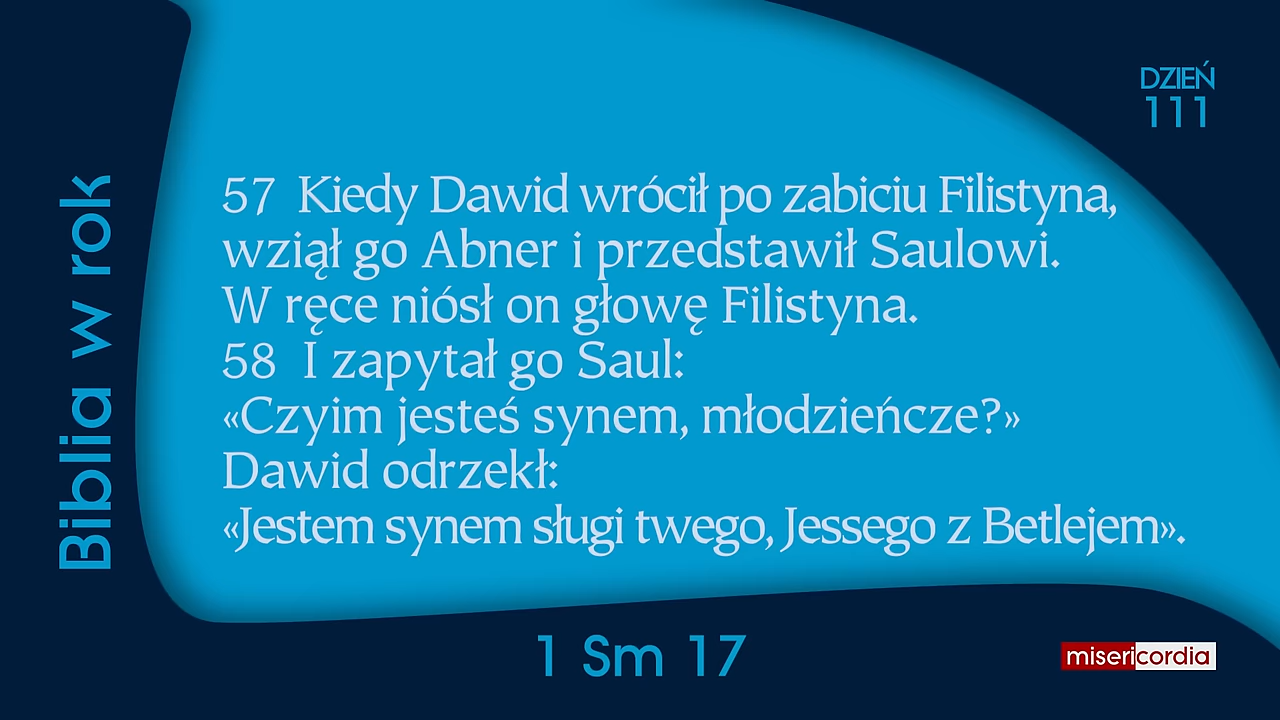 DZIEŃ
111
Biblia w rok
57 Kiedy Dawid wrócił po zabiciu Filistyna,
wziął go Abner i przedstawił Saulowi.
W ręce niósł on głowę Filistyna.
58 I zapytał go Saul:
«Czyim jesteś synem, młodzieńcze?»
Dawid odrzekł:
«Jestem synem sługi twego, Jessego z Betlejem».
1 Sm 17
misericordia